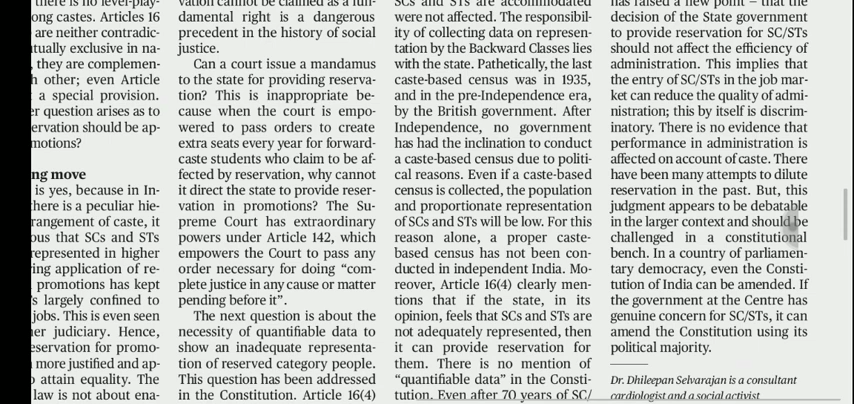 there is no level-play-
ong castes. Articles 16
are neither contradic-
tually exclusive in na-
, they are complemen-
h other; even Article
a special provision.
er question arises as to
ervation should be ap-
motions?
ng move
is yes, because in In-
there is a peculiar hie-
rangement of caste, it
ous that SCs and STs
represented in higher
ing application of re-
promotions has kept
's largely confined to
jobs. This is even seen
er judiciary. Hence,
eservation for promo-
more justified and ap-
o attain equality. The
law is not about ena-
vation cannot be claimed as a fun-
damental right is a dangerous
precedent in the history of social
justice.
Can a court issue a mandamus
to the state for providing reserva-
tion? This is inappropriate be-
cause when the court is empo-
wered to pass orders to create
extra seats every year for forward-
caste students who claim to be af-
fected by reservation, why cannot
it direct the state to provide reser-
vation in promotions? The Su-
preme Court has extraordinary
powers under Article 142, which
empowers the Court to pass any
order necessary for doing “com-
plete justice in any cause or matter
pending before it”.
The next question is about the
necessity of quantifiable data to
show an inadequate representa-
tion of reserved category people.
This question has been addressed
in the Constitution. Article 16(4)
SCs and STs are accommodated
were not affected. The responsibil-
ity of collecting data on represen-
tation by the Backward Classes lies
with the state. Pathetically, the last
caste-based census was in 1935,
and in the pre-Independence era,
by the British government. After
Independence, no government
has had the inclination to conduct
a caste-based census due to politi-
cal reasons. Even if a caste-based
census is collected, the population
and proportionate representation
of SCs and STs will be low. For this
reason alone, a proper caste-
based census has not been con-
ducted in independent India. Mo-
reover, Article 16(4) clearly men-
tions that if the state, in its
opinion, feels that SCs and STs are
not adequately represented, then
it can provide reservation for
them. There is no mention of
“quantifiable data” in the Consti-
tution. Even after 70 years of SC/
has raised a new point – that the
decision of the State government
to provide reservation for SC/STs
should not affect the efficiency of
administration. This implies that
the entry of SC/STs in the job mar-
ket can reduce the quality of admi-
nistration; this by itself is discrim-
inatory. There is no evidence that
performance in administration is
affected on account of caste. There
have been many attempts to dilute
reservation in the past. But, this
judgment appears to be debatable
in the larger context and should be
challenged in a constitutional
bench. In a country of parliamen-
tary democracy, even the Consti-
tution of India can be amended. If
the government at the Centre has
genuine concern for SC/STs, it can
amend the Constitution using its
political majority.
Dr. Dhileepan Selvarajan is a consultant
cardiologist and a social activist